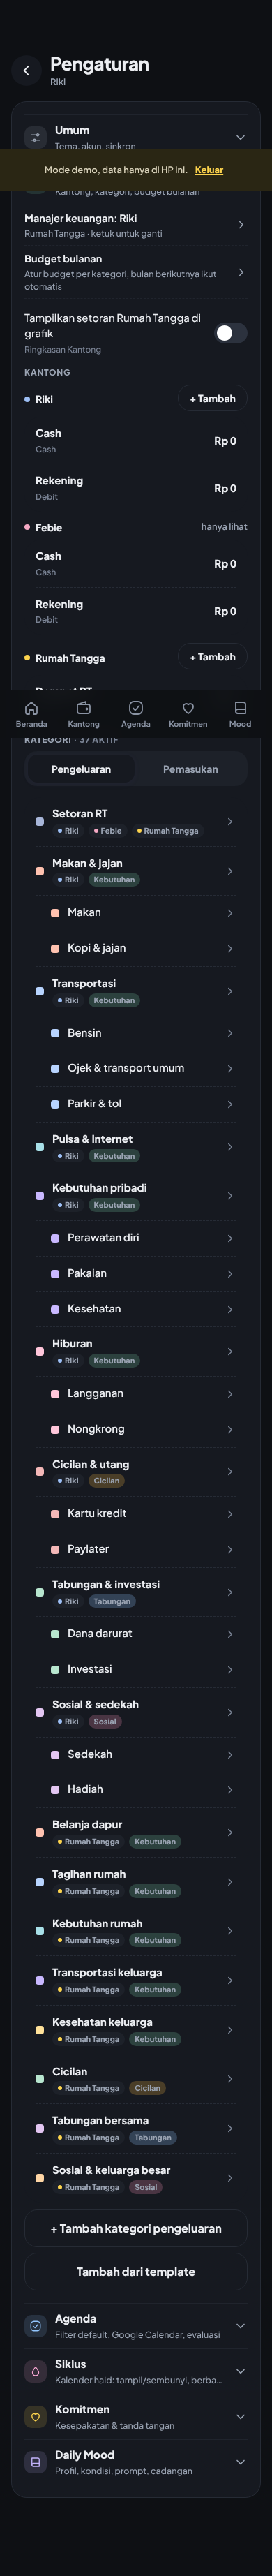 Pengaturan
Riki
Umum
Tema, akun, sinkron
Mode demo, data hanya di HP ini. Keluar
Kantong, kategori, budget bulanan
Manajer keuangan: Riki
Rumah Tangga · ketuk untuk ganti
Budget bulanan
Atur budget per kategori, bulan berikutnya ikut
otomatis
Tampilkan setoran Rumah Tangga di
grafik
Ringkasan Kantong
KANTONG
Riki
+ Tambah
Cash
Cash
Rp 0
Rekening
Debit
Rp 0
Febie
hanya lihat
Cash
Cash
Rp 0
Rekening
Debit
Rp 0
Rumah Tangga
+ Tambah
Beranda
Kantong
Agenda
Komitmen
Mood
KATEGORI · 37 AKTIF
Pengeluaran
Pemasukan
Setoran RT
Riki Febie Rumah Tangga
Makan & jajan
Riki Kebutuhan
Makan
Kopi & jajan
Transportasi
Riki Kebutuhan
Bensin
Ojek & transport umum
Parkir & tol
Pulsa & internet
Riki Kebutuhan
Kebutuhan pribadi
Riki Kebutuhan
Perawatan diri
Pakaian
Kesehatan
Hiburan
Riki Kebutuhan
Langganan
Nongkrong
Cicilan & utang
Riki Cicilan
Kartu kredit
Paylater
Tabungan & investasi
Riki Tabungan
Dana darurat
Investasi
Sosial & sedekah
Riki Sosial
Sedekah
Hadiah
Belanja dapur
Rumah Tangga Kebutuhan
Tagihan rumah
Rumah Tangga Kebutuhan
Kebutuhan rumah
Rumah Tangga Kebutuhan
Transportasi keluarga
Rumah Tangga Kebutuhan
Kesehatan keluarga
Rumah Tangga Kebutuhan
Cicilan
Rumah Tangga Cicilan
Tabungan bersama
Rumah Tangga Tabungan
Sosial & keluarga besar
Rumah Tangga Sosial
+ Tambah kategori pengeluaran
Tambah dari template
Agenda
Filter default, Google Calendar, evaluasi
Siklus
Kalender haid: tampil/sembunyi, berba...
Komitmen
Kesepakatan & tanda tangan
Daily Mood
Profil, kondisi, prompt, cadangan